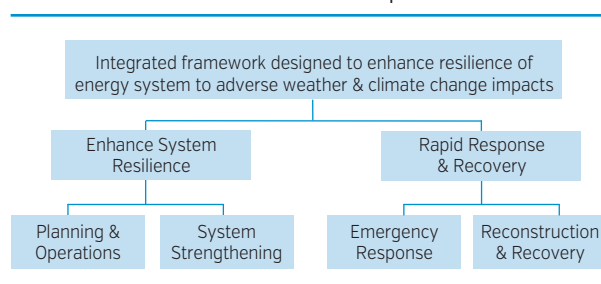 Integrated framework designed to enhance resilience of
energy system to adverse weather & climate change impacts
Enhance System
Resilience
Rapid Response
& Recovery
Planning &
Operations
System
Strengthening
Emergency
Response
Reconstruction
& Recovery